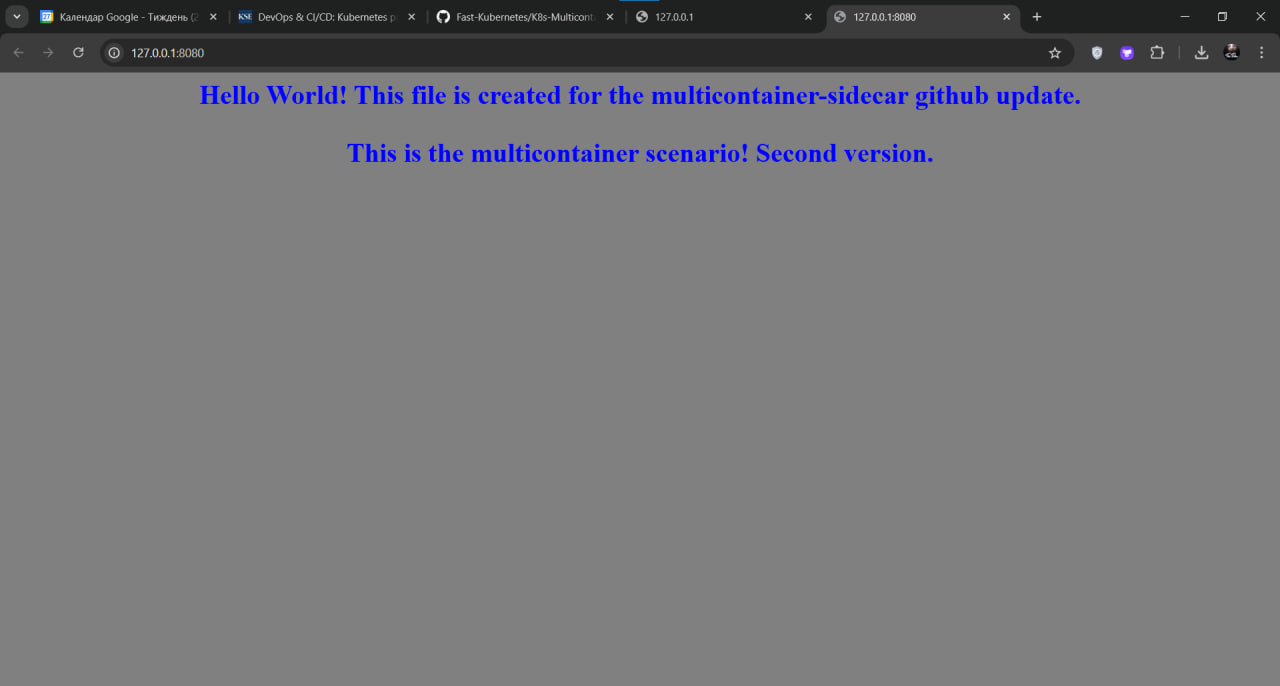 Календар Google - Тиждень (2
KSE DevOps & CI/CD: Kubernetes p
Fast-Kubernetes/K8s-Multicont
127.0.0.1
127.0.0.1:8080
127.0.0.1:8080
Hello World! This file is created for the multicontainer-sidecar github update.
This is the multicontainer scenario! Second version.